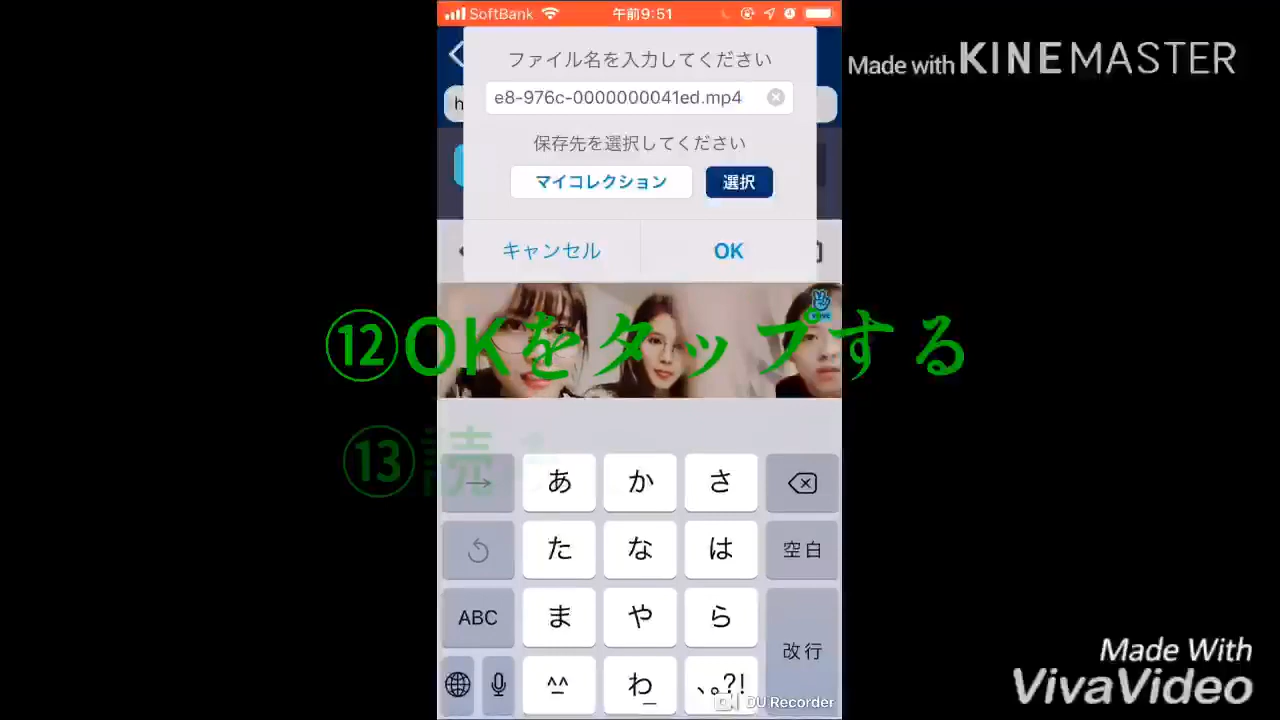 SoftBank 午前9:51
Made with KINEMASTER
ファイル名を入力してください
e8-976c-0000000041ed.mp4
h
保存先を選択してください
マイコレクション 選択
キャンセル OK
⑫OKをタップする
⑬読
→ あ か さ
た な は 空白
ABC ま や ら
改行
^^ わ_ 、。?!
DU Recorder
Made With
VivaVideo